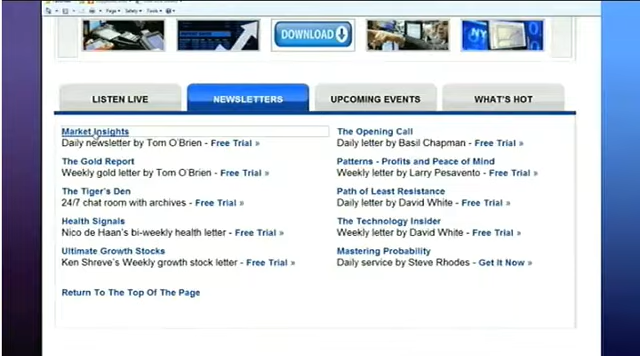 Page
Safety
Tools
NY
DOWNLOAD
LISTEN LIVE
NEWSLETTERS
UPCOMING EVENTS
WHAT'S HOT
Market Insights
Daily newsletter by Tom O'Brien - Free Trial »
The Gold Report
Weekly gold letter by Tom O'Brien - Free Trial »
The Tiger's Den
24/7 chat room with archives - Free Trial »
Health Signals
Nico de Haan's bi-weekly health letter - Free Trial »
Ultimate Growth Stocks
Ken Shreve's Weekly growth stock letter - Free Trial »
Return To The Top Of The Page
The Opening Call
Daily letter by Basil Chapman - Free Trial »
Patterns - Profits and Peace of Mind
Weekly letter by Larry Pesavento - Free Trial »
Path of Least Resistance
Daily letter by David White - Free Trial »
The Technology Insider
Weekly letter by David White - Free Trial »
Mastering Probability
Daily service by Steve Rhodes - Get It Now »